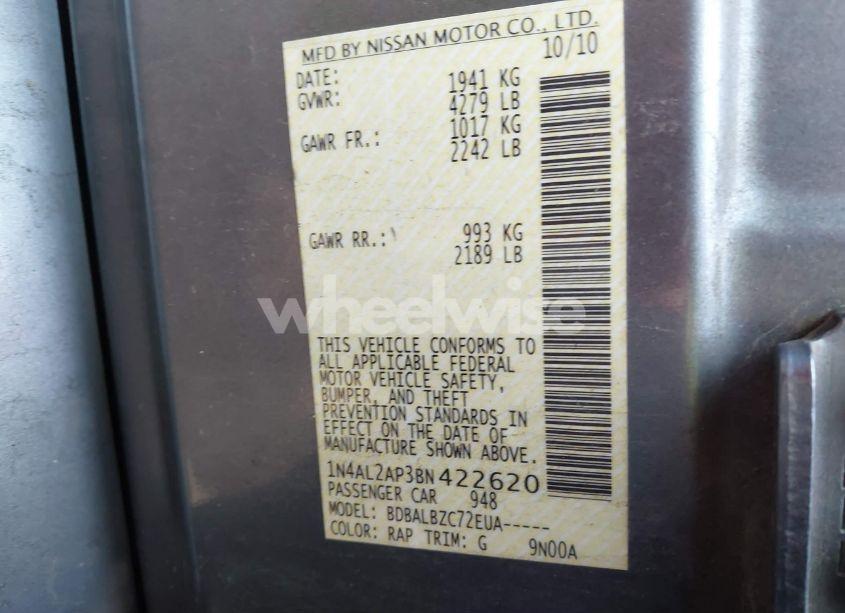 MFD BY NISSAN MOTOR CO., LTD.
DATE: 10/10
GVWR: 1941 KG
4279 LB
GAWR FR.: 1017 KG
2242 LB
GAWR RR.: 993 KG
2189 LB
wheelwise
THIS VEHICLE CONFORMS TO
ALL APPLICABLE FEDERAL
MOTOR VEHICLE SAFETY,
BUMPER, AND THEFT
PREVENTION STANDARDS IN
EFFECT ON THE DATE OF
MANUFACTURE SHOWN ABOVE.
1N4AL2AP3BN422620
PASSENGER CAR 948
MODEL: BDBALBZC72EUA-----
COLOR: RAP TRIM: G 9N00A